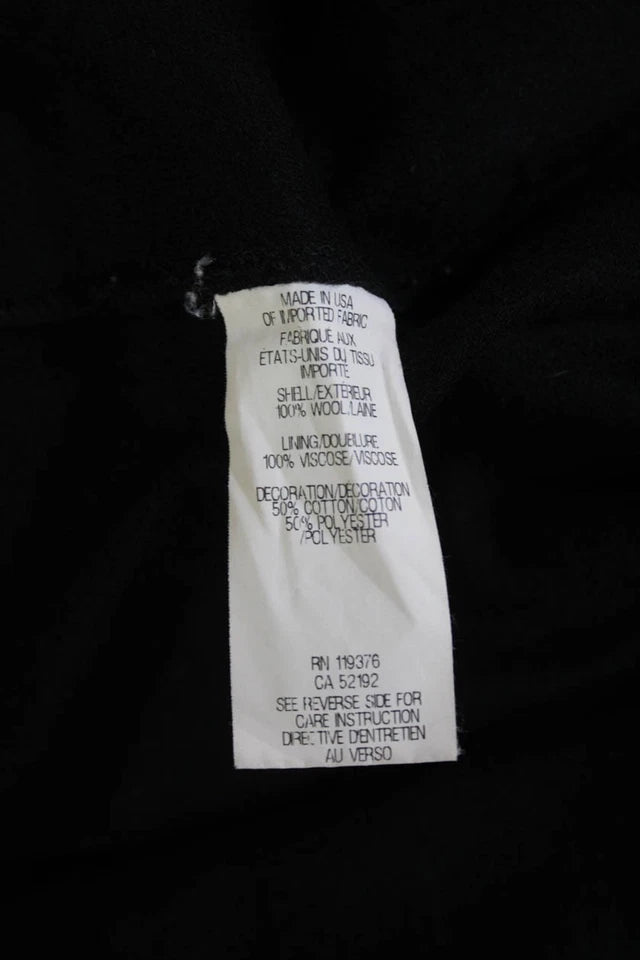 MADE IN USA
OF IMPORTED FABRIC
FABRIQUE AUX
ÉTATS-UNIS DU TISSU
IMPORTÉ
SHELL/EXTÉRIEUR
100% WOOL/LAINE
LINING/DOUBLURE
100% VISCOSE/VISCOSE
DECORATION/DÉCORATION
50% COTTON/COTON
50% POLYESTER
/POLYESTER
RN 119376
CA 52192
SEE REVERSE SIDE FOR
CARE INSTRUCTION
DIRECTIVE D'ENTRETIEN
AU VERSO